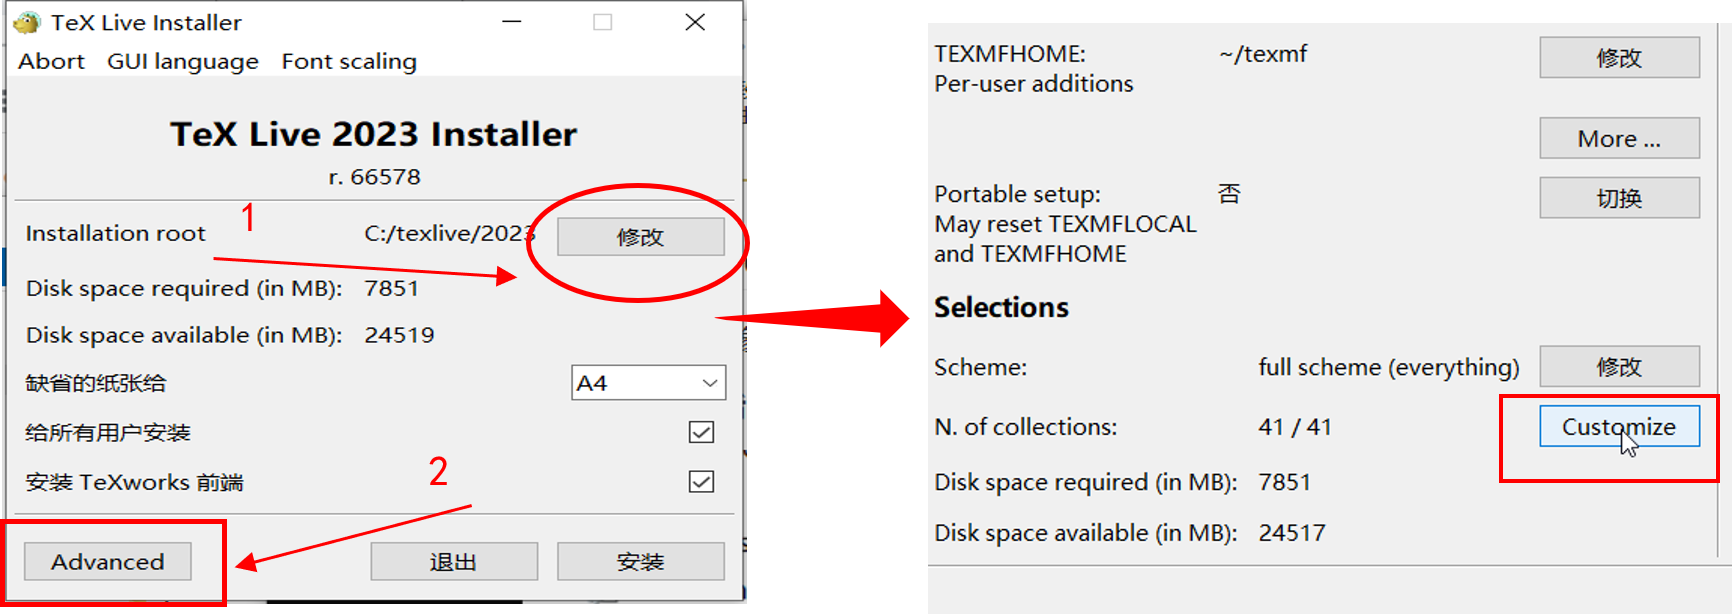 TeX Live Installer
Abort GUI language Font scaling
TeX Live 2023 Installer
r. 66578
1
Installation root C:/texlive/2023 修改
Disk space required (in MB): 7851
Disk space available (in MB): 24519
缺省的纸张给 A4
给所有用户安装
安装 TeXworks 前端
2
Advanced 退出 安装
TEXMFHOME: ~/texmf 修改
Per-user additions
More ...
Portable setup: 否 切换
May reset TEXMFLOCAL
and TEXMFHOME
Selections
Scheme: full scheme (everything) 修改
N. of collections: 41 / 41 Customize
Disk space required (in MB): 7851
Disk space available (in MB): 24517